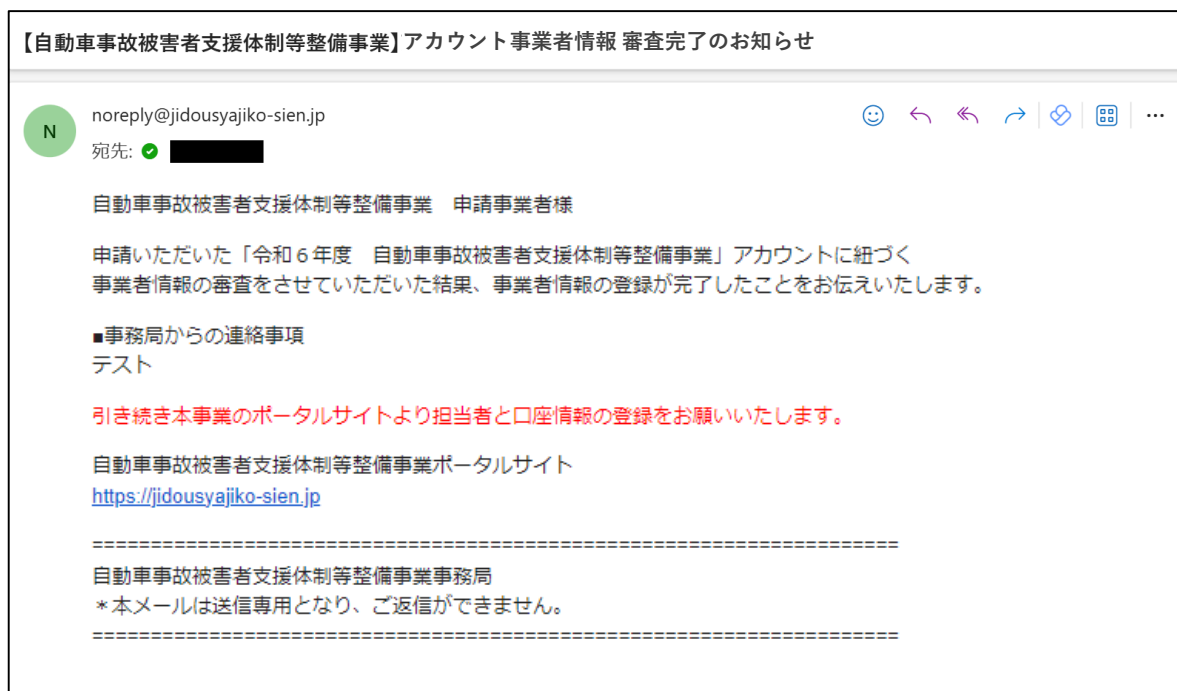 【自動車事故被害者支援体制等整備事業】アカウント事業者情報 審査完了のお知らせ
N
noreply@jidousyajiko-sien.jp
宛先:
自動車事故被害者支援体制等整備事業　申請事業者様
申請いただいた「令和６年度　自動車事故被害者支援体制等整備事業」アカウントに紐づく
事業者情報の審査をさせていただいた結果、事業者情報の登録が完了したことをお伝えいたします。
■事務局からの連絡事項
テスト
引き続き本事業のポータルサイトより担当者と口座情報の登録をお願いいたします。
自動車事故被害者支援体制等整備事業ポータルサイト
https://jidousyajiko-sien.jp
=====================================================================
自動車事故被害者支援体制等整備事業事務局
＊本メールは送信専用となり、ご返信ができません。
=====================================================================